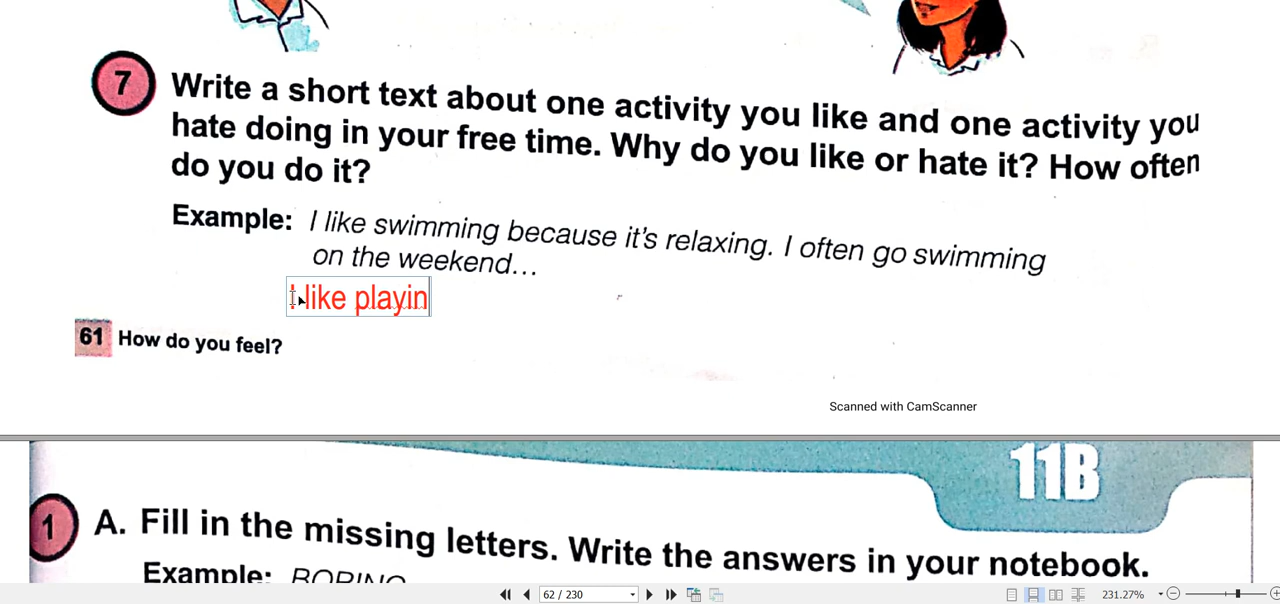 7 Write a short text about one activity you like and one activity you
hate doing in your free time. Why do you like or hate it? How often
do you do it?
Example: I like swimming because it's relaxing. I often go swimming
on the weekend...
I like playin
61 How do you feel?
Scanned with CamScanner
11B
1 A. Fill in the missing letters. Write the answers in your notebook.
Example: BORING
62 / 230
231.27%